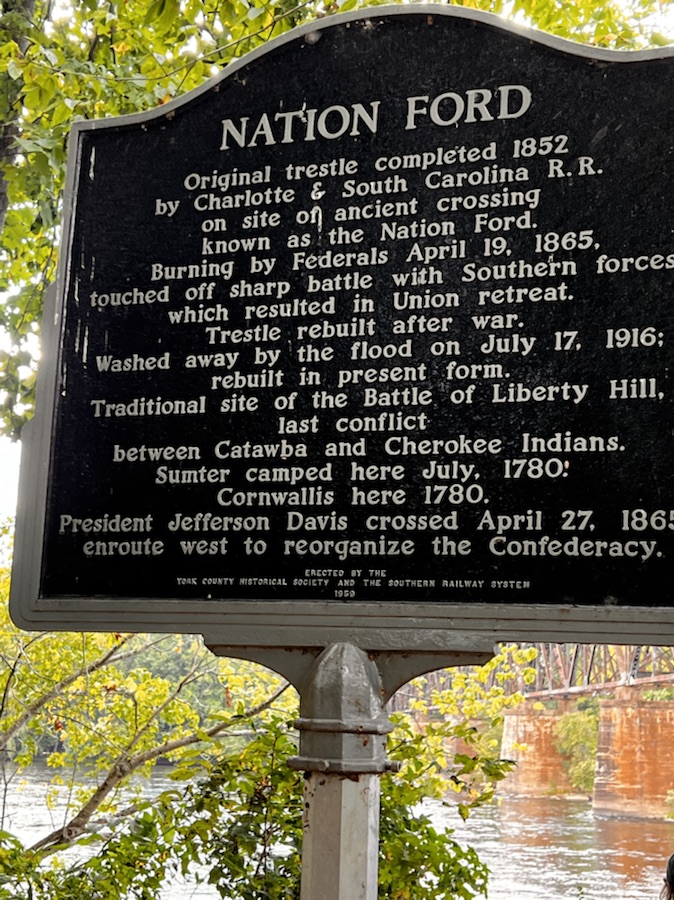 NATION FORD
Original trestle completed 1852
by Charlotte & South Carolina R.R.
on site of ancient crossing
known as the Nation Ford.
Burning by Federals April 19, 1865,
touched off sharp battle with Southern forces
which resulted in Union retreat.
Trestle rebuilt after war.
Washed away by the flood on July 17, 1916;
rebuilt in present form.
Traditional site of the Battle of Liberty Hill,
last conflict
between Catawba and Cherokee Indians.
Sumter camped here July, 1780.
Cornwallis here 1780.
President Jefferson Davis crossed April 27, 1865
enroute west to reorganize the Confederacy.
ERECTED BY THE
YORK COUNTY HISTORICAL SOCIETY AND THE SOUTHERN RAILWAY SYSTEM
1959